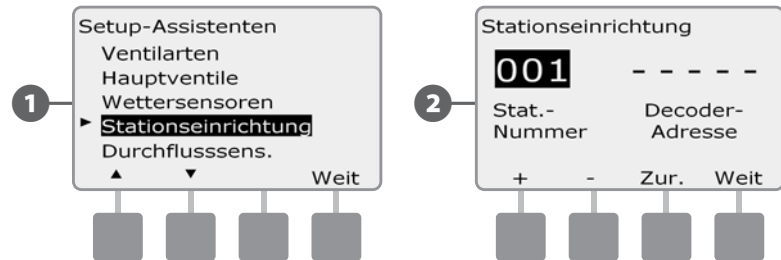 1
Setup-Assistenten
Ventilarten
Hauptventile
Wettersensoren
► Stationseinrichtung
Durchflusssens.
▲ ▼ Weit
2
Stationseinrichtung
001 - - - - -
Stat.- Decoder-
Nummer Adresse
+ - Zur. Weit